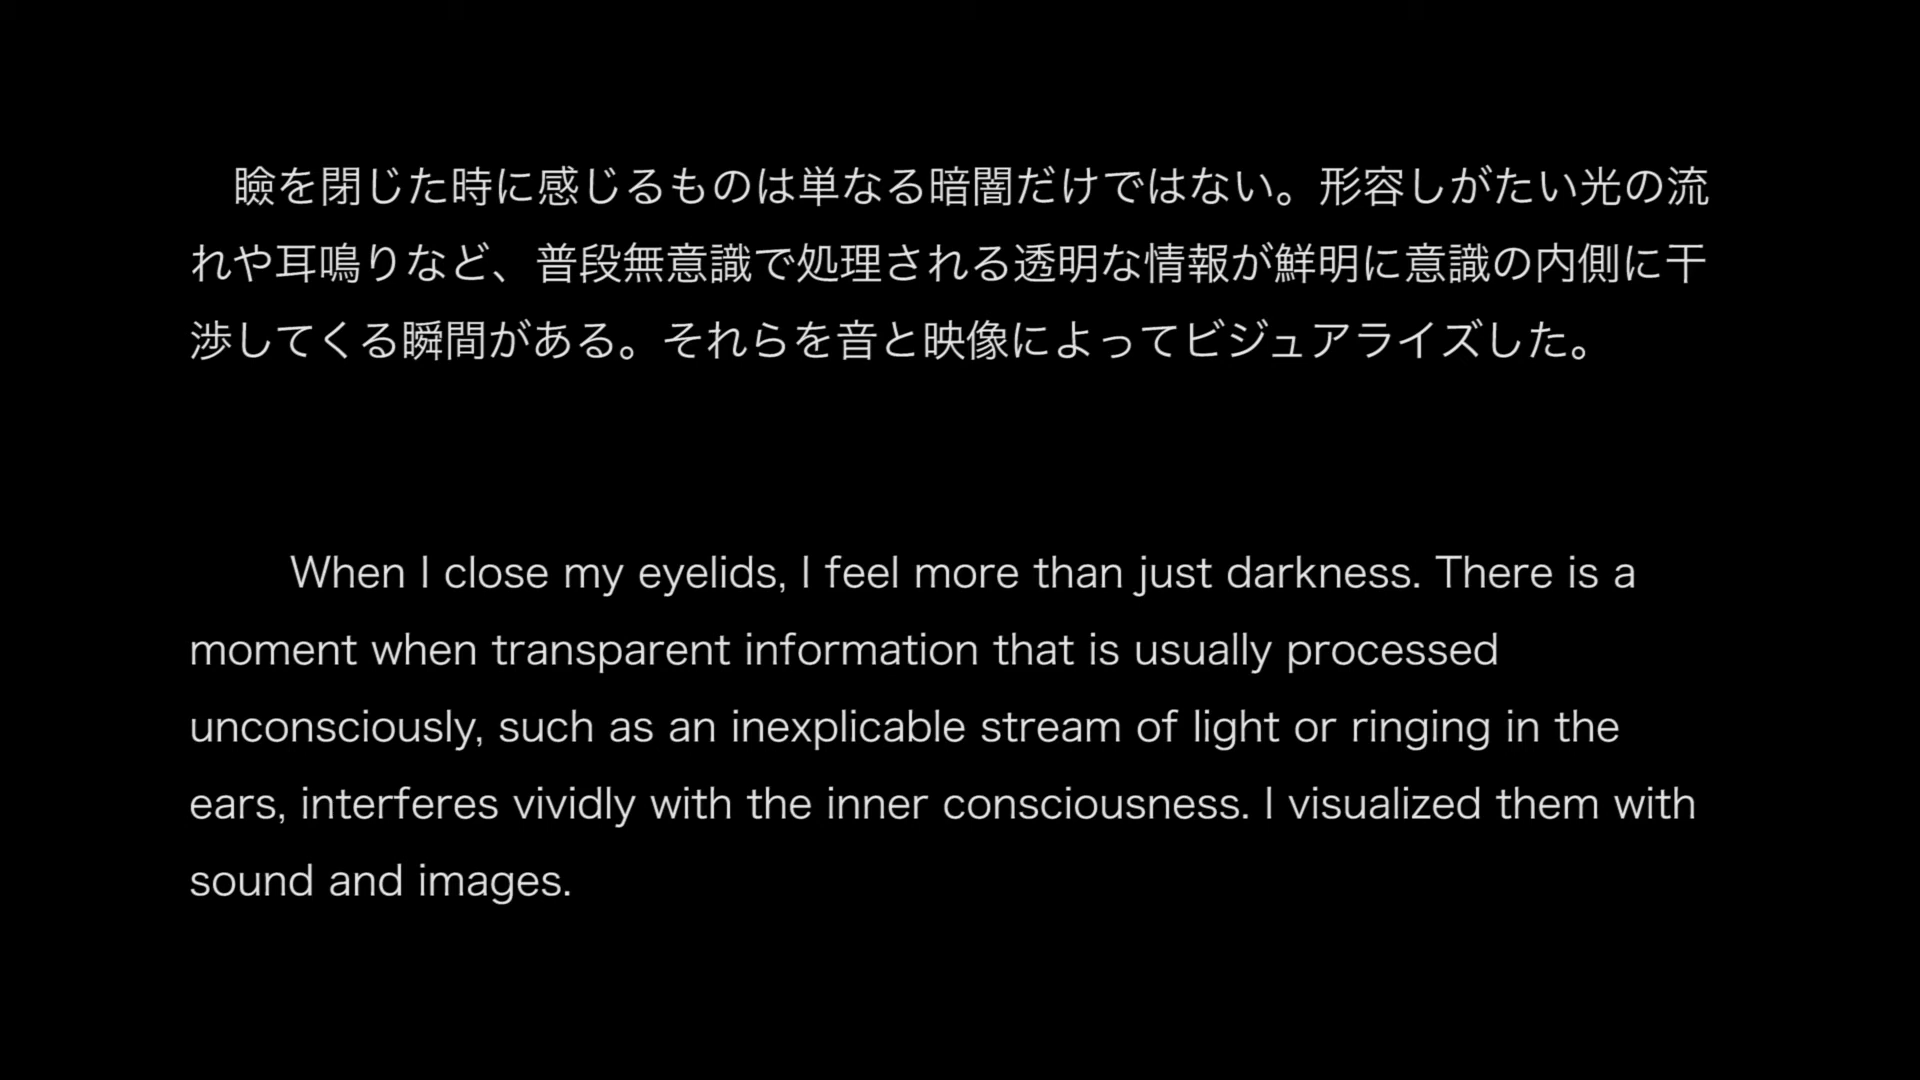 瞼を閉じた時に感じるものは単なる暗闇だけではない。形容しがたい光の流
れや耳鳴りなど、普段無意識で処理される透明な情報が鮮明に意識の内側に干
渉してくる瞬間がある。それらを音と映像によってビジュアライズした。
When I close my eyelids, I feel more than just darkness. There is a
moment when transparent information that is usually processed
unconsciously, such as an inexplicable stream of light or ringing in the
ears, interferes vividly with the inner consciousness. I visualized them with
sound and images.